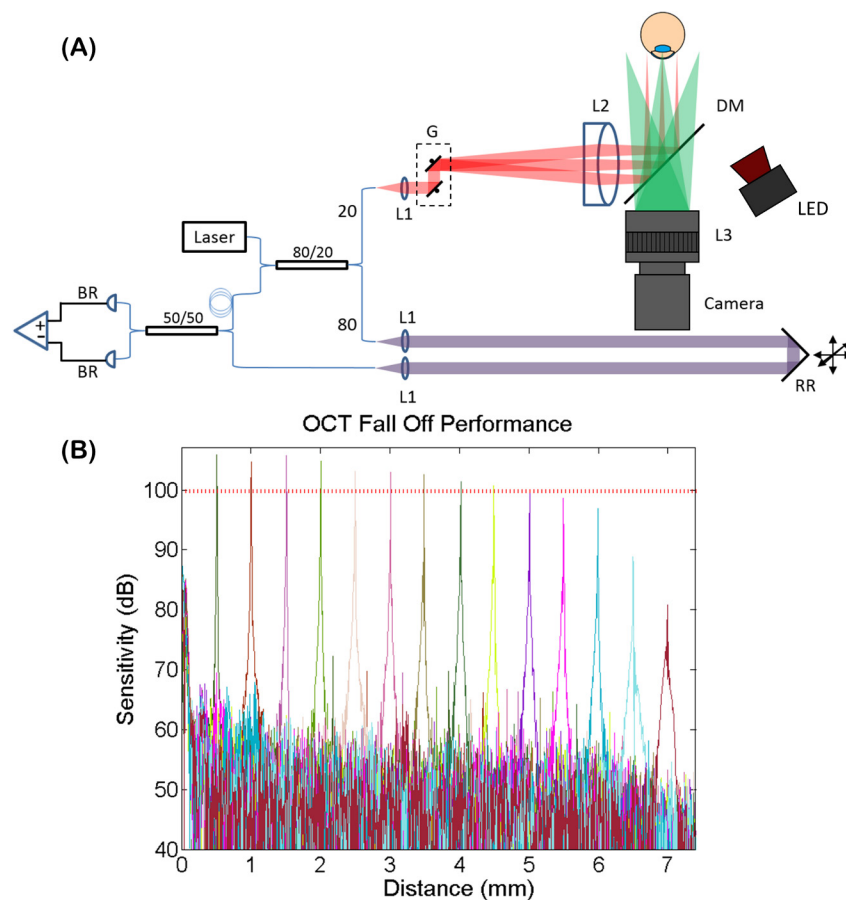 (A)
L2
DM
G
20
L1
LED
Laser
80/20
L3
BR
50/50
Camera
80
L1
+
-
BR
L1
RR
OCT Fall Off Performance
(B)
100
90
80
70
60
50
40
Sensitivity (dB)
0 1 2 3 4 5 6 7
Distance (mm)